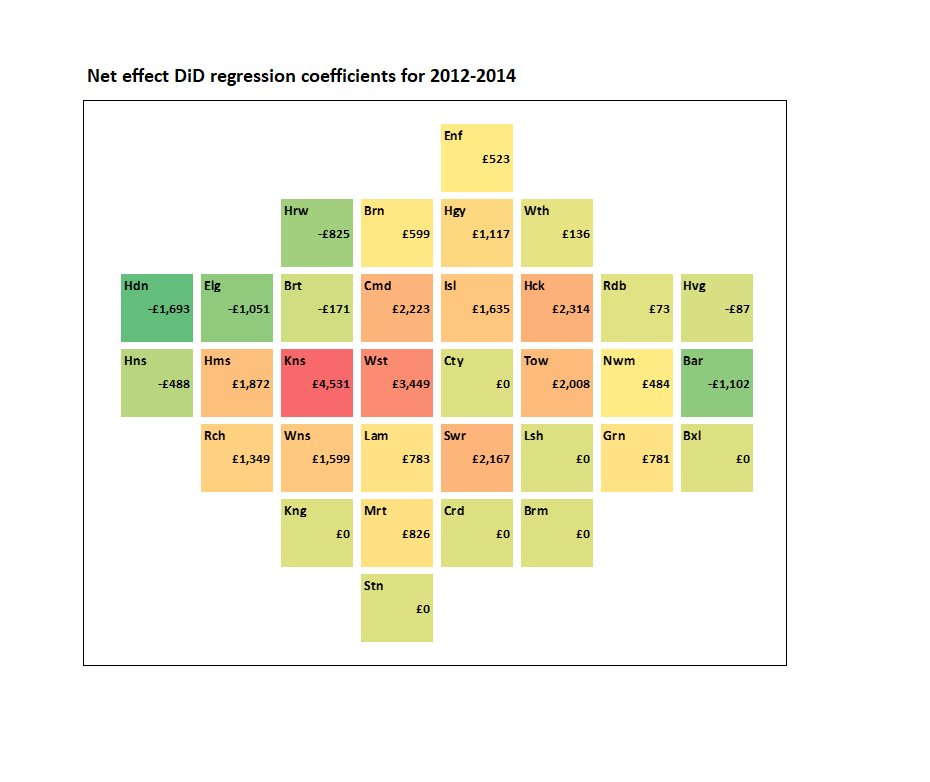 Net effect DiD regression coefficients for 2012-2014
Enf
£523
Hrw Brn Hgy Wth
-£825 £599 £1,117 £136
Hdn Elg Brt Cmd Isl Hck Rdb Hvg
-£1,693 -£1,051 -£171 £2,223 £1,635 £2,314 £73 -£87
Hns Hms Kns Wst Cty Tow Nwm Bar
-£488 £1,872 £4,531 £3,449 £0 £2,008 £484 -£1,102
Rch Wns Lam Swr Lsh Grn Bxl
£1,349 £1,599 £783 £2,167 £0 £781 £0
Kng Mrt Crd Brm
£0 £826 £0 £0
Stn
£0